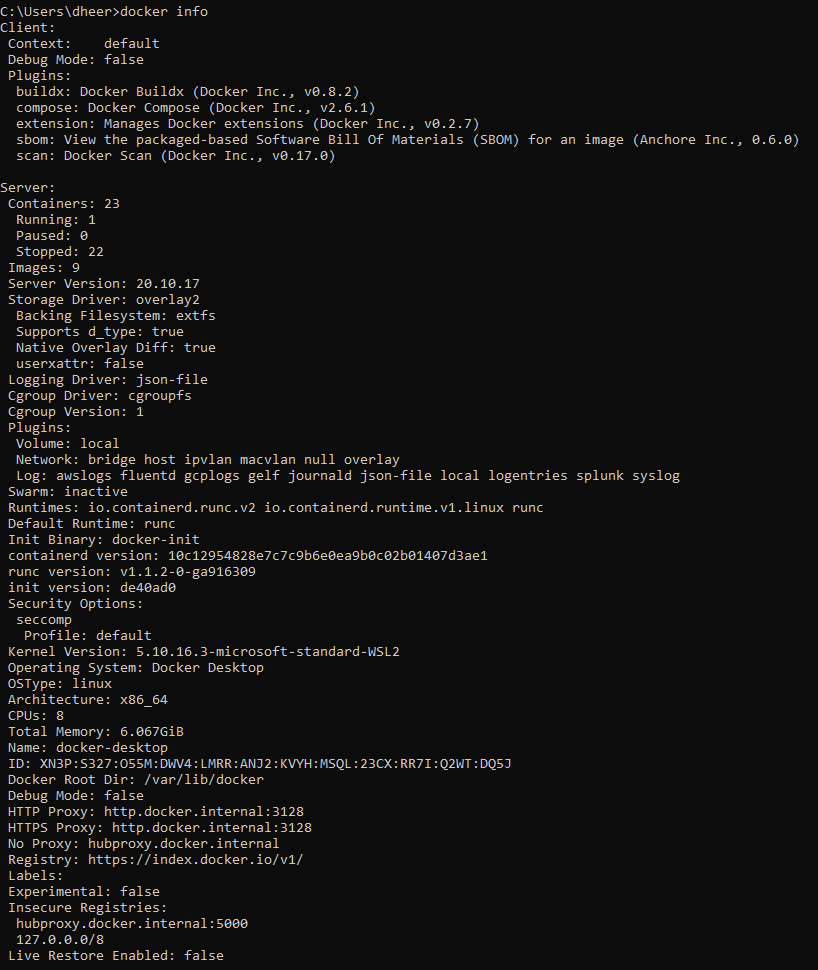 C:\Users\dheer>docker info
Client:
 Context:    default
 Debug Mode: false
 Plugins:
  buildx: Docker Buildx (Docker Inc., v0.8.2)
  compose: Docker Compose (Docker Inc., v2.6.1)
  extension: Manages Docker extensions (Docker Inc., v0.2.7)
  sbom: View the packaged-based Software Bill Of Materials (SBOM) for an image (Anchore Inc., 0.6.0)
  scan: Docker Scan (Docker Inc., v0.17.0)

Server:
 Containers: 23
  Running: 1
  Paused: 0
  Stopped: 22
 Images: 9
 Server Version: 20.10.17
 Storage Driver: overlay2
  Backing Filesystem: extfs
  Supports d_type: true
  Native Overlay Diff: true
  userxattr: false
 Logging Driver: json-file
 Cgroup Driver: cgroupfs
 Cgroup Version: 1
 Plugins:
  Volume: local
  Network: bridge host ipvlan macvlan null overlay
  Log: awslogs fluentd gcplogs gelf journald json-file local logentries splunk syslog
 Swarm: inactive
 Runtimes: io.containerd.runc.v2 io.containerd.runtime.v1.linux runc
 Default Runtime: runc
 Init Binary: docker-init
 containerd version: 10c12954828e7c7c9b6e0ea9b0c02b01407d3ae1
 runc version: v1.1.2-0-ga916309
 init version: de40ad0
 Security Options:
  seccomp
   Profile: default
 Kernel Version: 5.10.16.3-microsoft-standard-WSL2
 Operating System: Docker Desktop
 OSType: linux
 Architecture: x86_64
 CPUs: 8
 Total Memory: 6.067GiB
 Name: docker-desktop
 ID: XN3P:S327:O55M:DWV4:LMRR:ANJ2:KVYH:MSQL:23CX:RR7I:Q2WT:DQ5J
 Docker Root Dir: /var/lib/docker
 Debug Mode: false
 HTTP Proxy: http.docker.internal:3128
 HTTPS Proxy: http.docker.internal:3128
 No Proxy: hubproxy.docker.internal
 Registry: https://index.docker.io/v1/
 Labels:
 Experimental: false
 Insecure Registries:
  hubproxy.docker.internal:5000
  127.0.0.0/8
 Live Restore Enabled: false